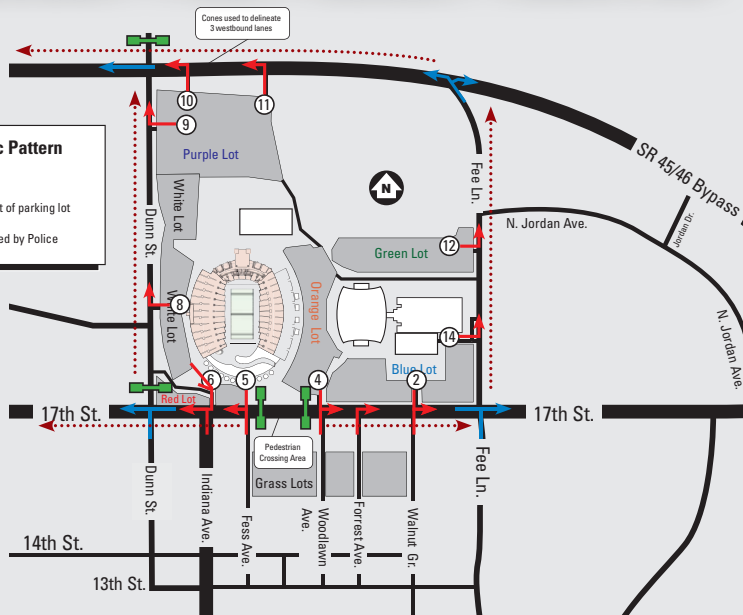 Cones used to delineate
3 westbound lanes
10
11
9
c Pattern
Purple Lot
SR 45/46 Bypass
White Lot
N
Fee Ln.
t of parking lot
Dunn St.
N. Jordan Ave.
Jordan Dr.
ed by Police
12
Green Lot
8
White Lot
Orange Lot
N. Jordan Ave.
14
Blue Lot
6
5
4
2
Red Lot
17th St.
17th St.
Pedestrian
Crossing Area
Dunn St.
Indiana Ave.
Fess Ave.
Grass Lots
Woodlawn
Ave.
Forrest Ave.
Walnut Gr.
Fee Ln.
14th St.
13th St.